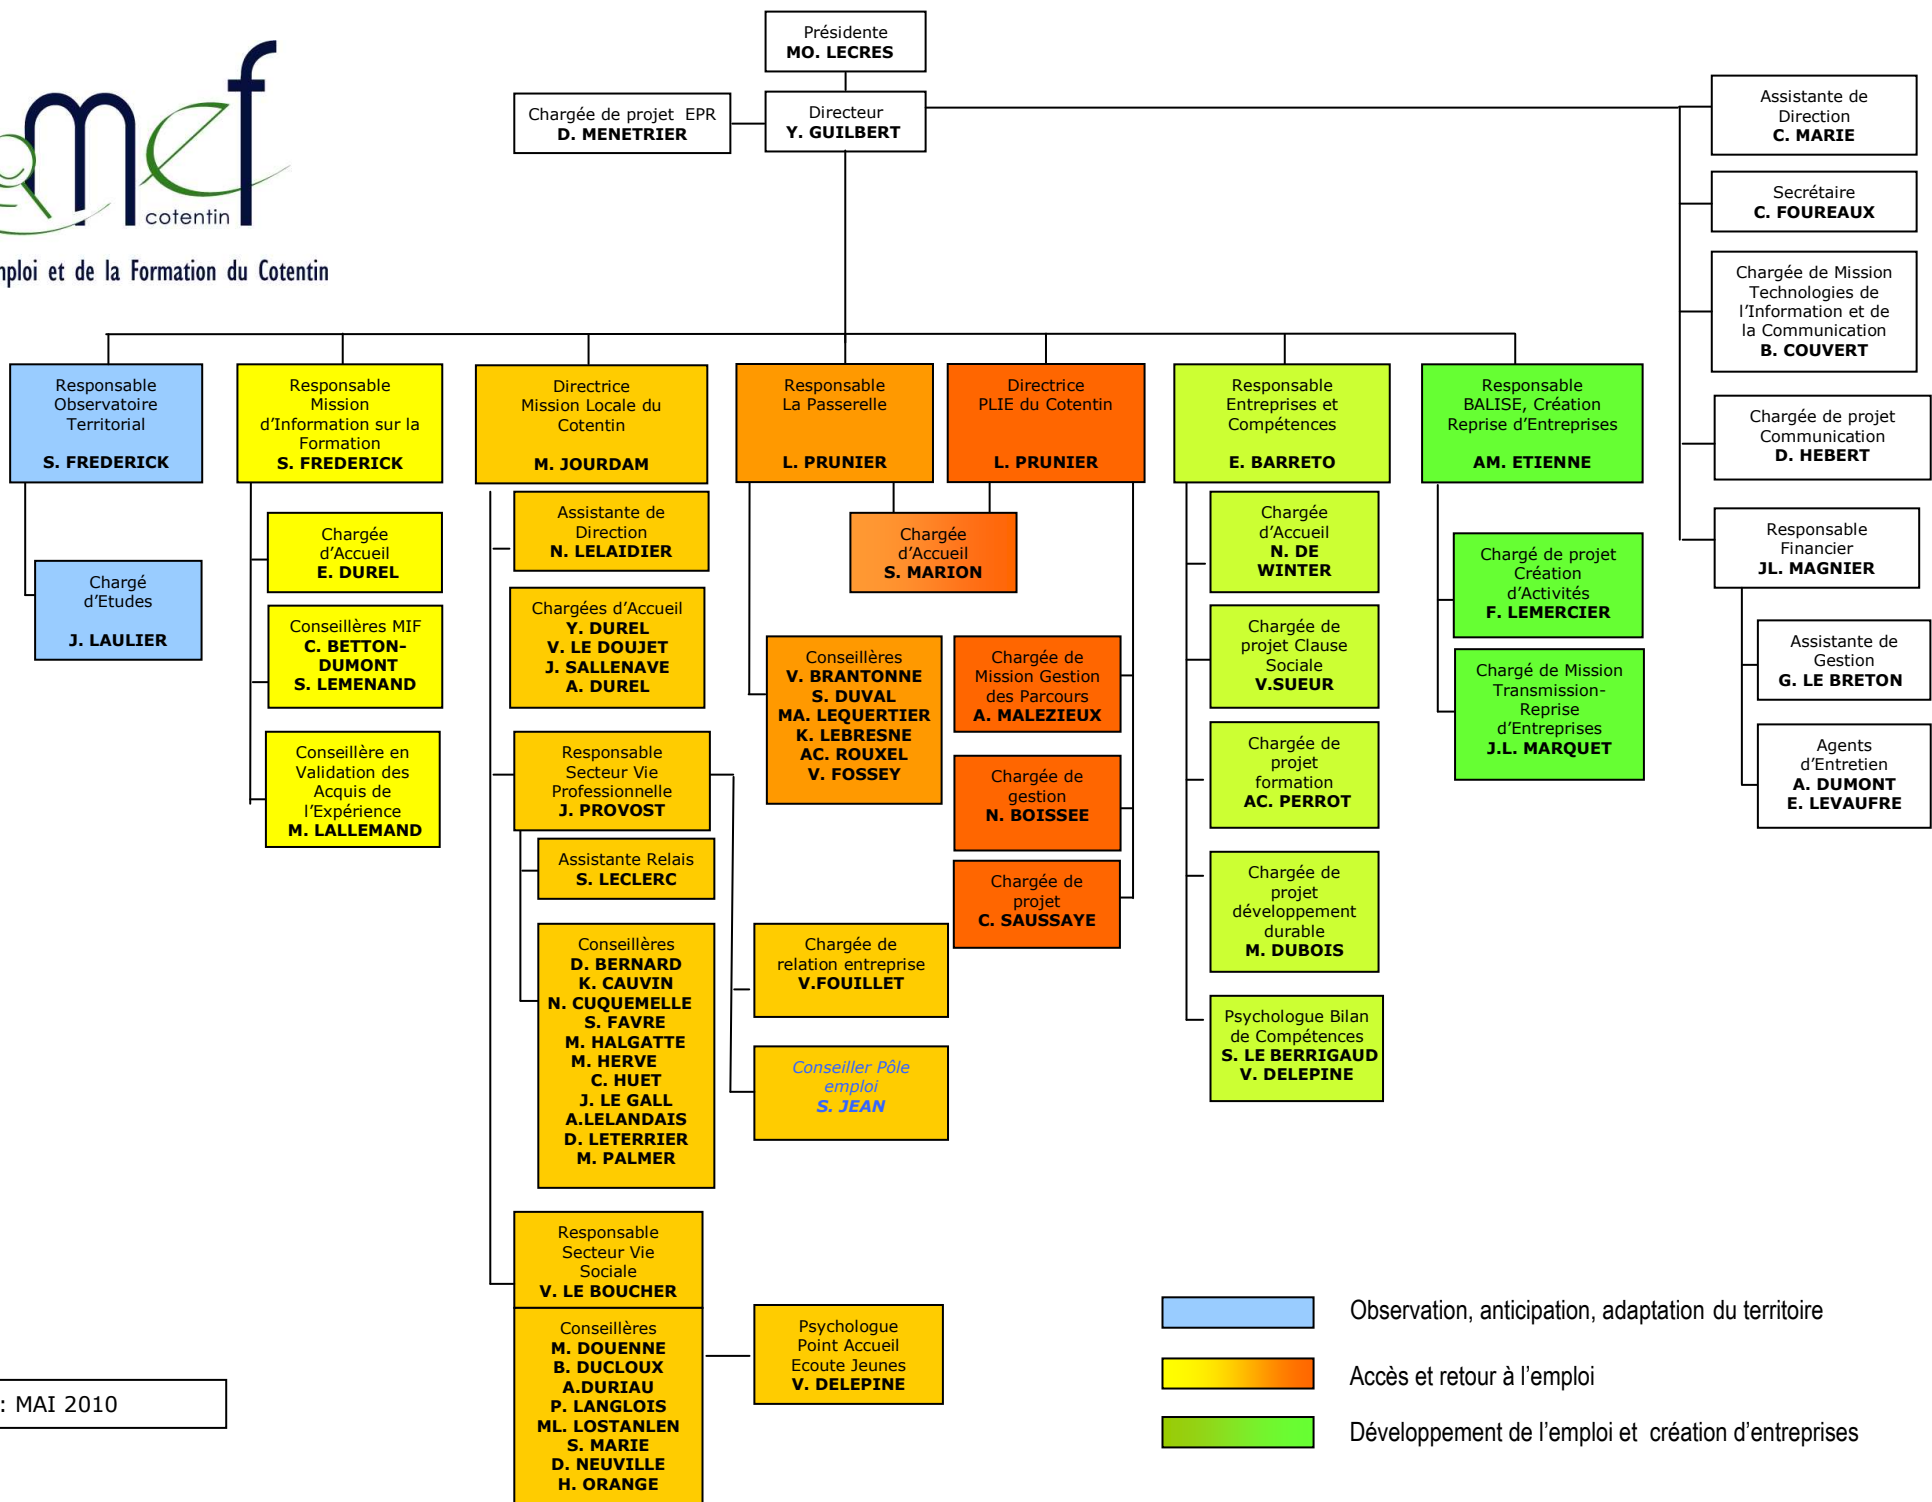 Présidente
MO. LECRES
Chargée de projet EPR
D. MENETRIER
Directeur
Y. GUILBERT
Assistante de
Direction
C. MARIE
Secrétaire
C. FOUREAUX
Chargée de Mission
Technologies de
l'Information et de
la Communication
B. COUVERT
Chargée de projet
Communication
D. HEBERT
Responsable
Financier
JL. MAGNIER
Assistante de
Gestion
G. LE BRETON
Agents
d'Entretien
A. DUMONT
E. LEVAUFRE
mef
cotentin
et de la Formation du Cotentin
Responsable
Observatoire
Territorial
S. FREDERICK
Chargé
d'Etudes
J. LAULIER
Responsable
Mission
d'Information sur la
Formation
S. FREDERICK
Chargée
d'Accueil
E. DUREL
Conseillères MIF
C. BETTON-
DUMONT
S. LEMENAND
Conseillère en
Validation des
Acquis de
l'Expérience
M. LALLEMAND
Directrice
Mission Locale du
Cotentin
M. JOURDAM
Assistante de
Direction
N. LELAIDIER
Chargées d'Accueil
Y. DUREL
V. LE DOUJET
J. SALLENAVE
A. DUREL
Responsable
Secteur Vie
Professionnelle
J. PROVOST
Assistante Relais
S. LECLERC
Conseillères
D. BERNARD
K. CAUVIN
N. CUQUEMELLE
S. FAVRE
M. HALGATTE
M. HERVE
C. HUET
J. LE GALL
A.LELANDAIS
D. LETERRIER
M. PALMER
Chargée de
relation entreprise
V.FOUILLET
Conseiller Pôle
emploi
S. JEAN
Responsable
Secteur Vie
Sociale
V. LE BOUCHER
Conseillères
M. DOUENNE
B. DUCLOUX
A.DURIAU
P. LANGLOIS
ML. LOSTANLEN
S. MARIE
D. NEUVILLE
H. ORANGE
Psychologue
Point Accueil
Ecoute Jeunes
V. DELEPINE
Responsable
La Passerelle
L. PRUNIER
Chargée
d'Accueil
S. MARION
Conseillères
V. BRANTONNE
S. DUVAL
MA. LEQUERTIER
K. LEBRESNE
AC. ROUXEL
V. FOSSEY
Directrice
PLIE du Cotentin
L. PRUNIER
Chargée de
Mission Gestion
des Parcours
A. MALEZIEUX
Chargée de
gestion
N. BOISSEE
Chargée de
projet
C. SAUSSAYE
Responsable
Entreprises et
Compétences
E. BARRETO
Chargée
d'Accueil
N. DE
WINTER
Chargée de
projet Clause
Sociale
V.SUEUR
Chargée de
projet
formation
AC. PERROT
Chargée de
projet
développement
durable
M. DUBOIS
Psychologue Bilan
de Compétences
S. LE BERRIGAUD
V. DELEPINE
Responsable
BALISE, Création
Reprise d'Entreprises
AM. ETIENNE
Chargé de projet
Création
d'Activités
F. LEMERCIER
Chargé de Mission
Transmission-
Reprise
d'Entreprises
J.L. MARQUET
Observation, anticipation, adaptation du territoire
Accès et retour à l'emploi
Développement de l'emploi et création d'entreprises
: MAI 2010